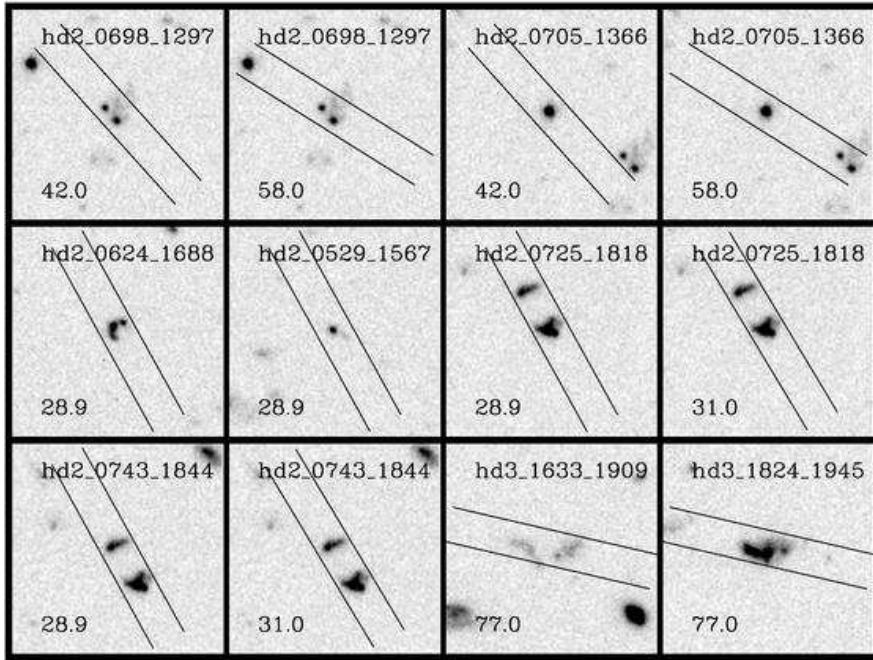 hd2_0698_1297
42.0
hd2_0698_1297
58.0
hd2_0705_1366
42.0
hd2_0705_1366
58.0
hd2_0624_1688
28.9
hd2_0529_1567
28.9
hd2_0725_1818
28.9
hd2_0725_1818
31.0
hd2_0743_1844
28.9
hd2_0743_1844
31.0
hd3_1633_1909
77.0
hd3_1824_1945
77.0